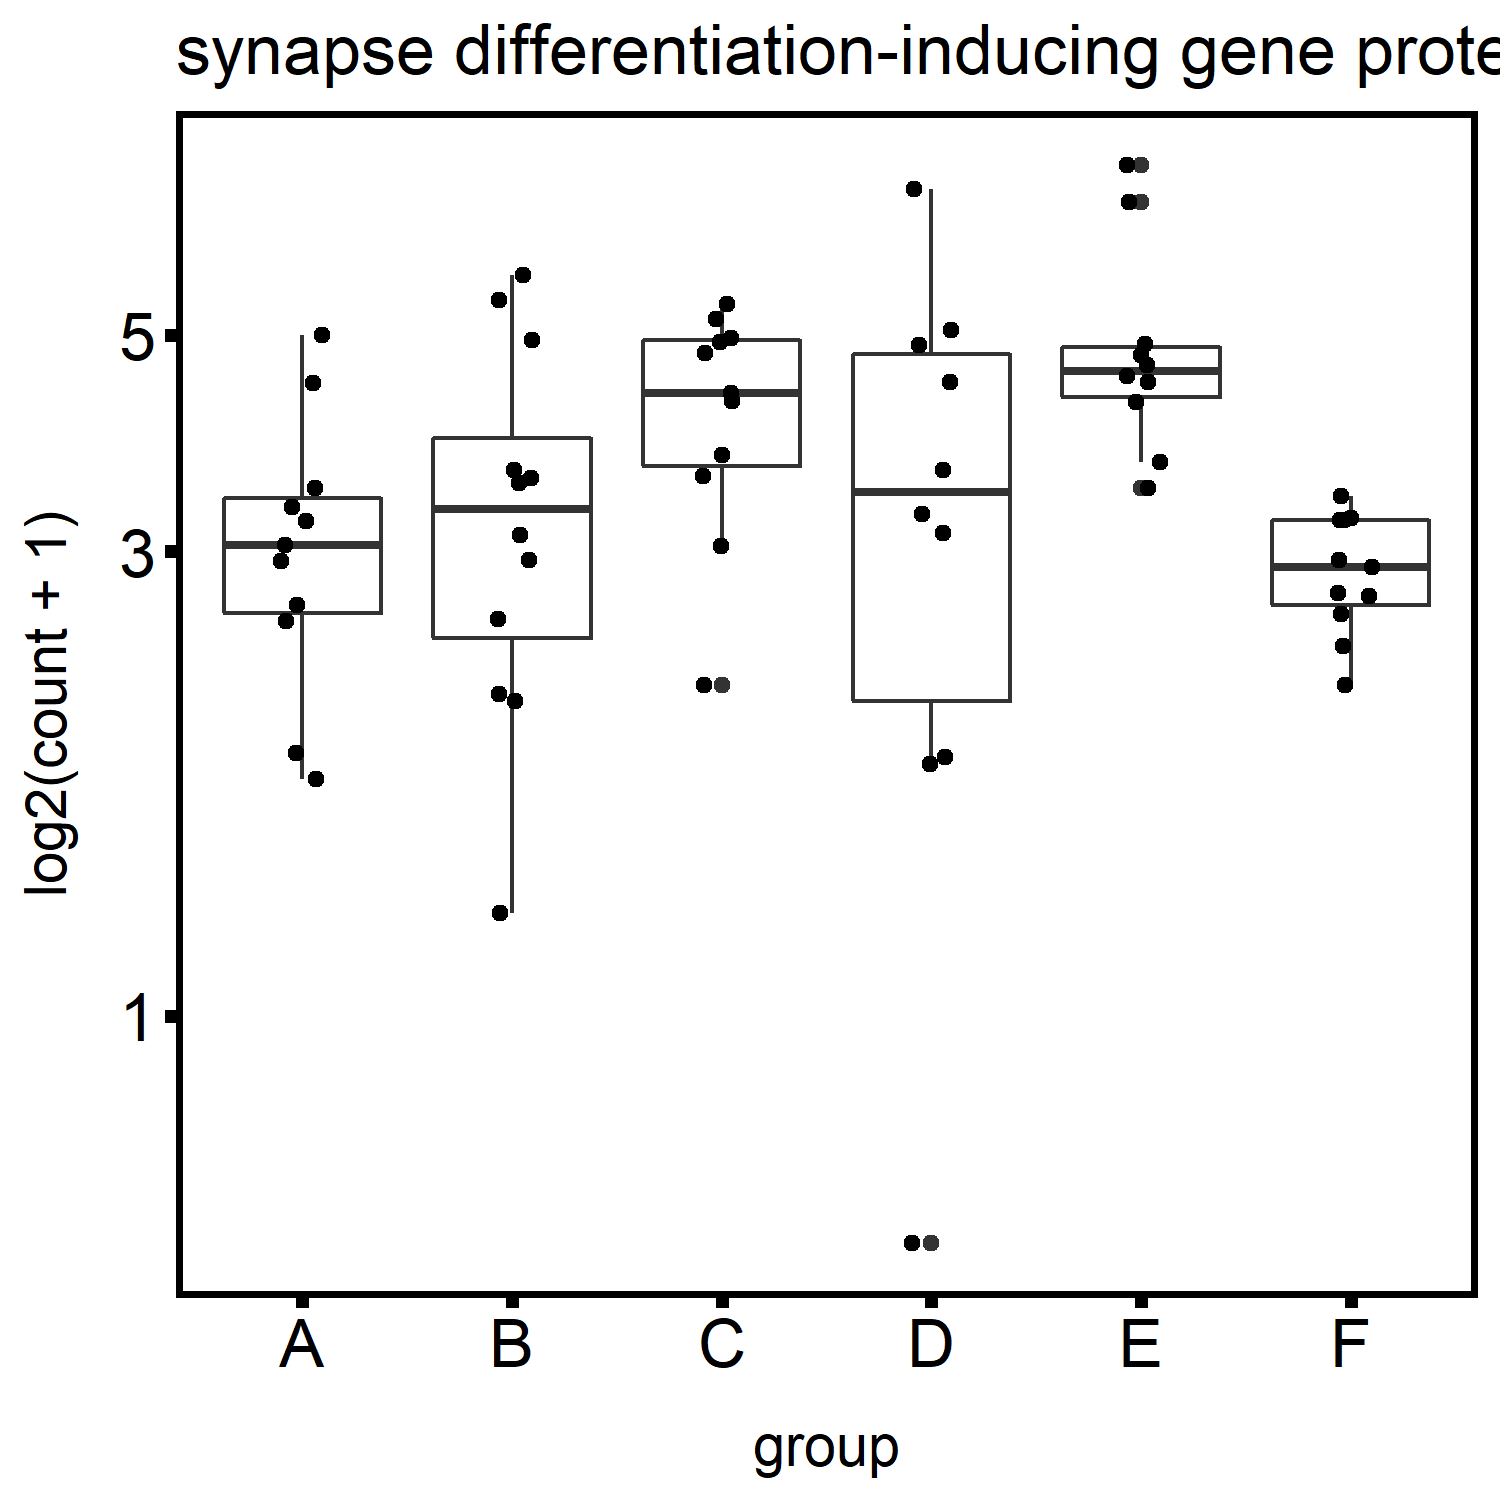 synapse differentiation-inducing gene prote
log2(count + 1)
5
3
1
A B C D E F
group